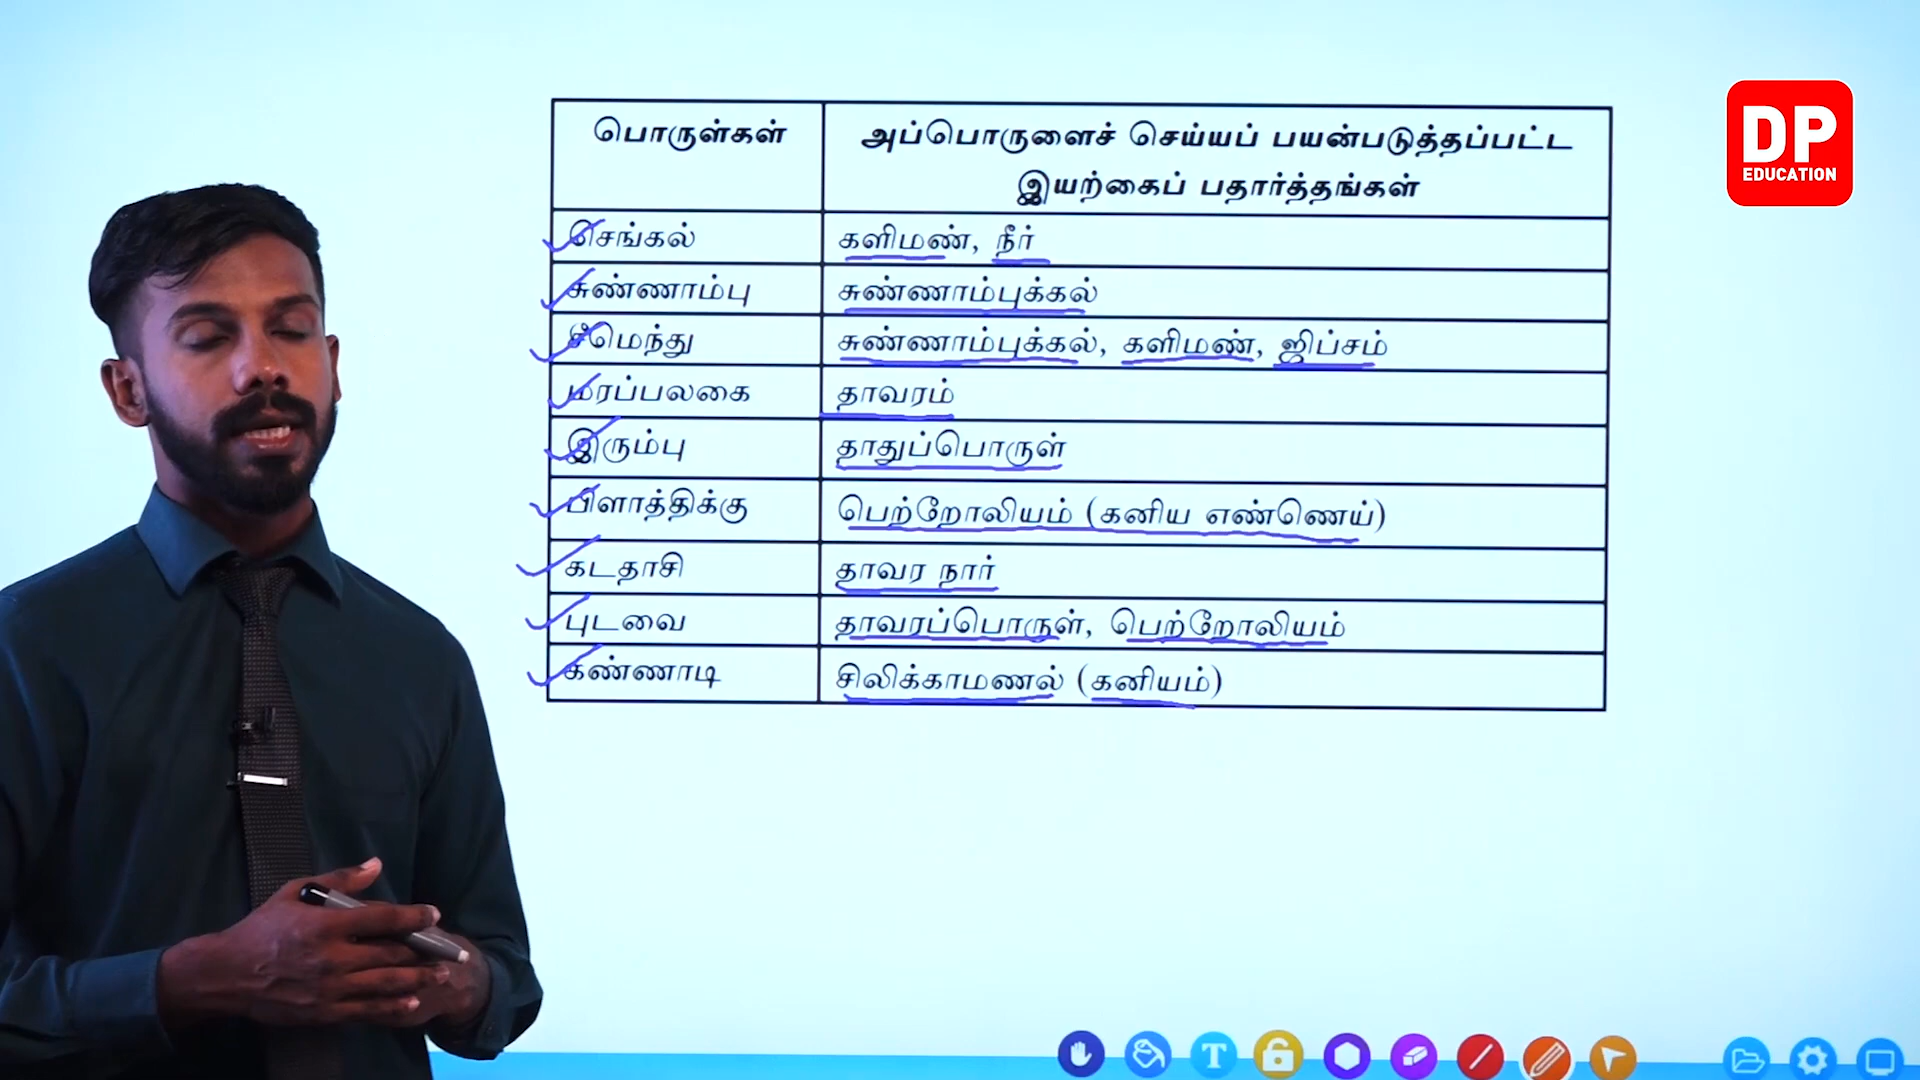 DP
EDUCATION
பொருள்கள்
அப்பொருளைச் செய்யப் பயன்படுத்தப்பட்ட
இயற்கைப் பதார்த்தங்கள்
செங்கல்
களிமண், நீர்
சுண்ணாம்பு
சுண்ணாம்புக்கல்
சீமெந்து
சுண்ணாம்புக்கல், களிமண், ஜிப்சம்
மரப்பலகை
தாவரம்
இரும்பு
தாதுப்பொருள்
பிளாத்திக்கு
பெற்றோலியம் (கனிய எண்ணெய்)
கடதாசி
தாவர நார்
புடவை
தாவரப்பொருள், பெற்றோலியம்
கண்ணாடி
சிலிக்காமணல் (கனியம்)
T